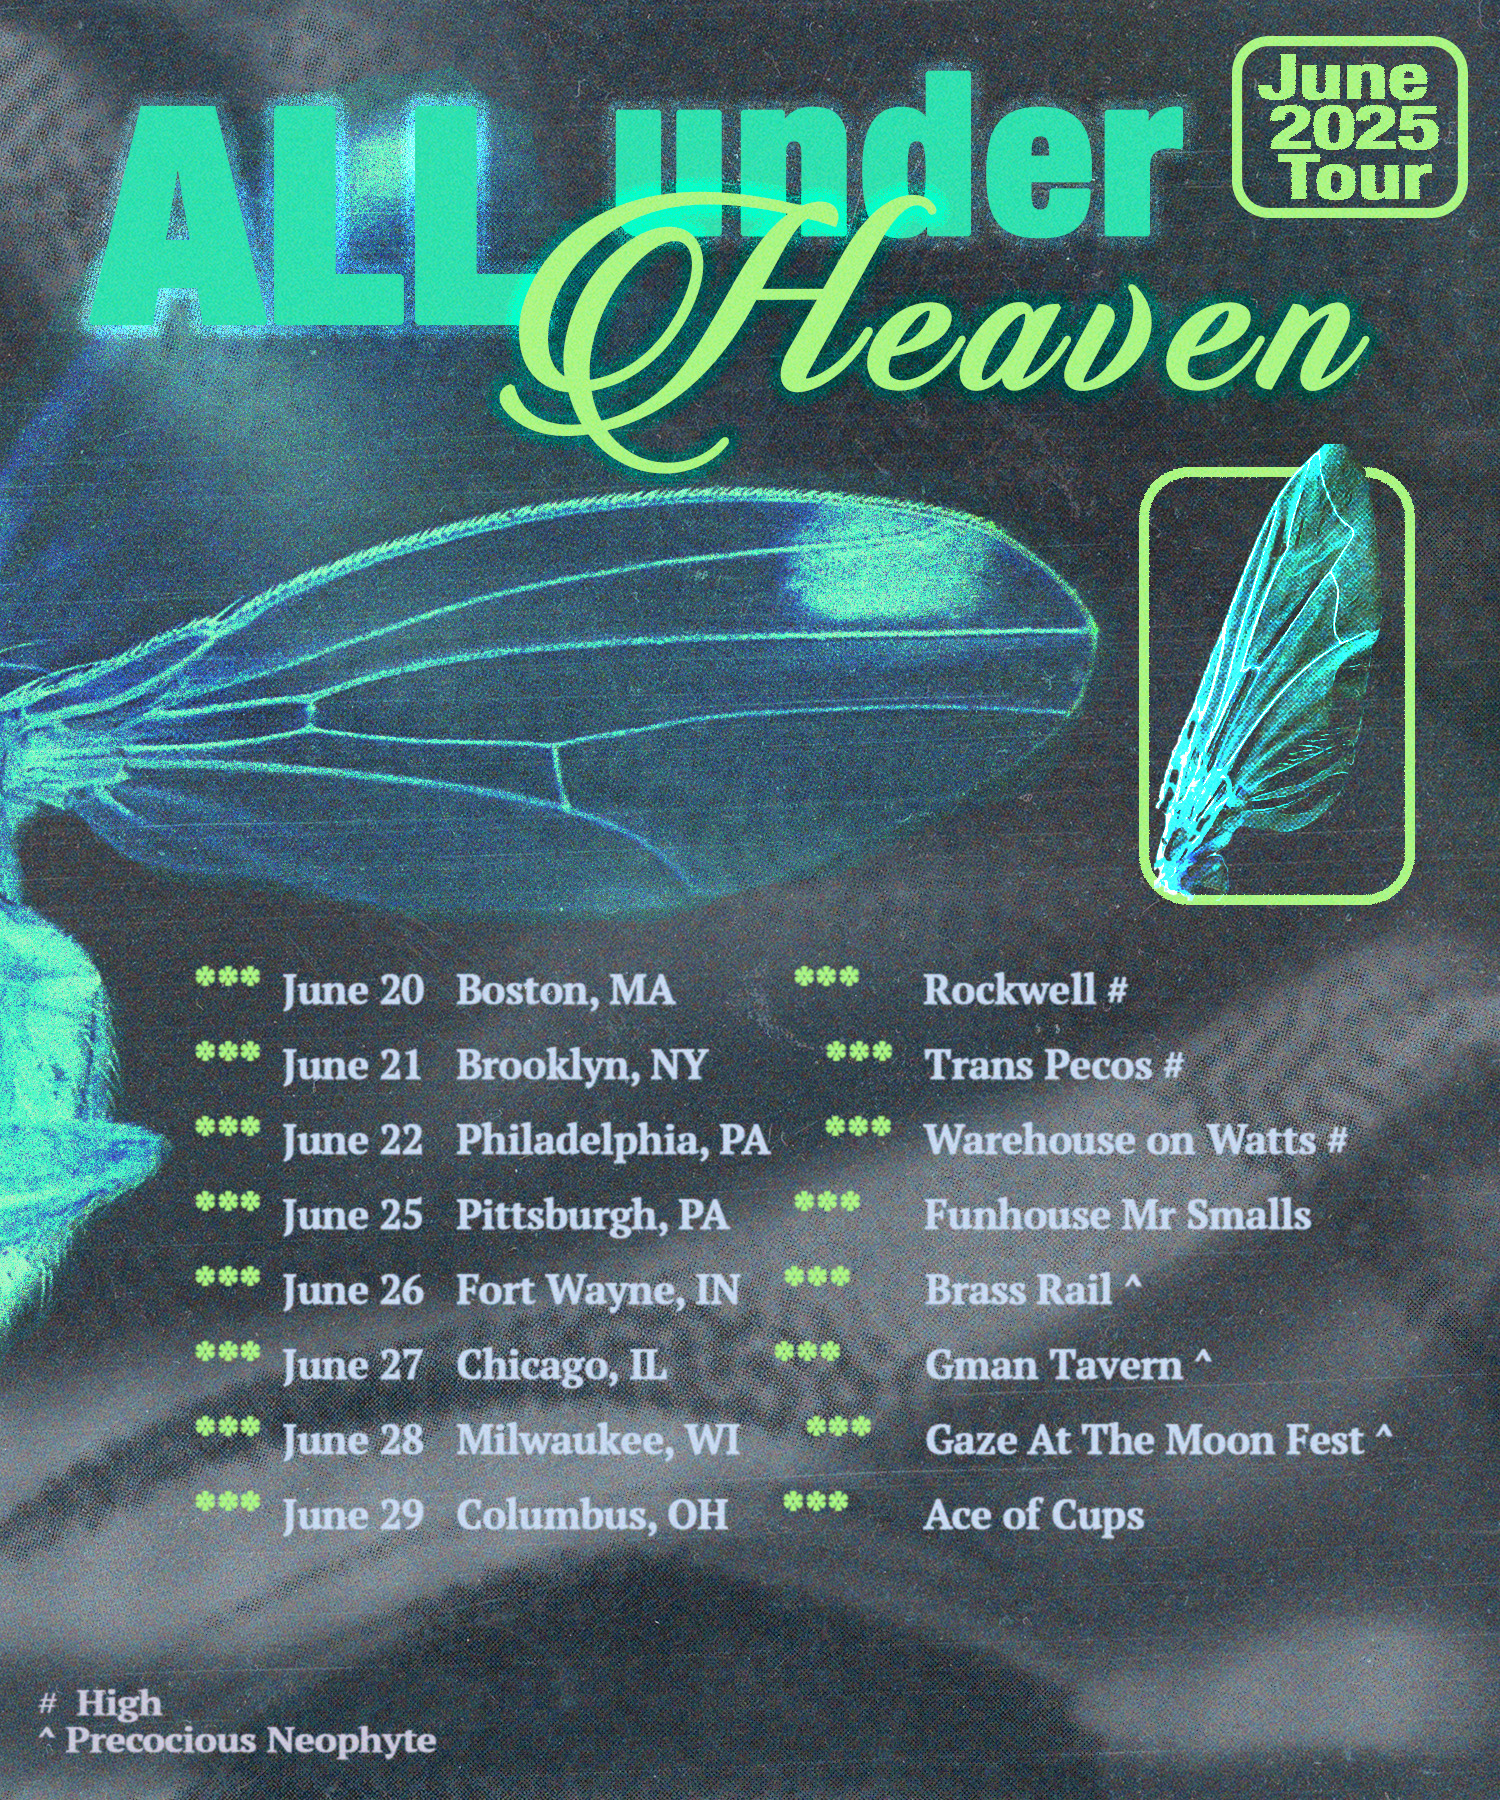 ALL under
Heaven
June
2025
Tour
*** June 20 Boston, MA *** Rockwell #
*** June 21 Brooklyn, NY *** Trans Pecos #
*** June 22 Philadelphia, PA *** Warehouse on Watts #
*** June 25 Pittsburgh, PA *** Funhouse Mr Smalls
*** June 26 Fort Wayne, IN *** Brass Rail ^
*** June 27 Chicago, IL *** Gman Tavern ^
*** June 28 Milwaukee, WI *** Gaze At The Moon Fest ^
*** June 29 Columbus, OH *** Ace of Cups
# High
^ Precocious Neophyte